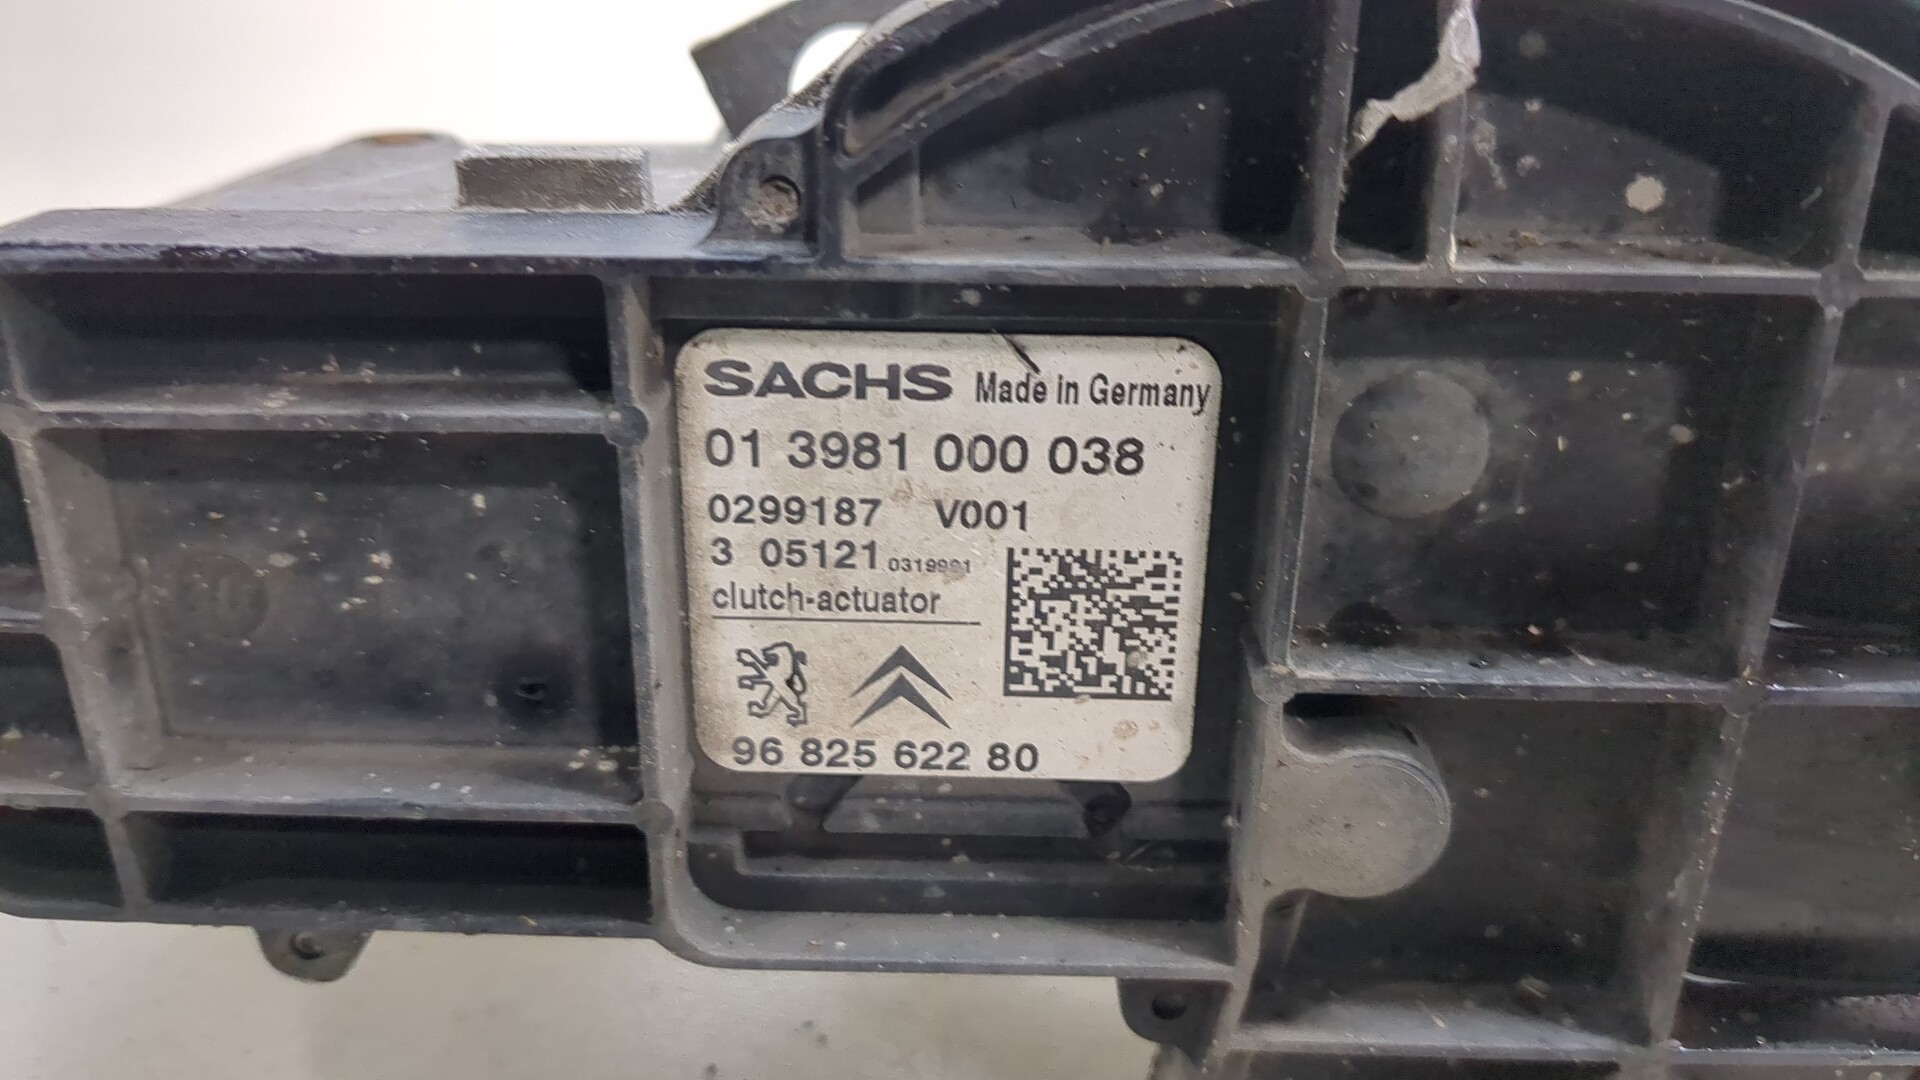 SACHS Made in Germany
01 3981 000 038
0299187 V001
3 05121 0319991
clutch-actuator
96 825 622 80